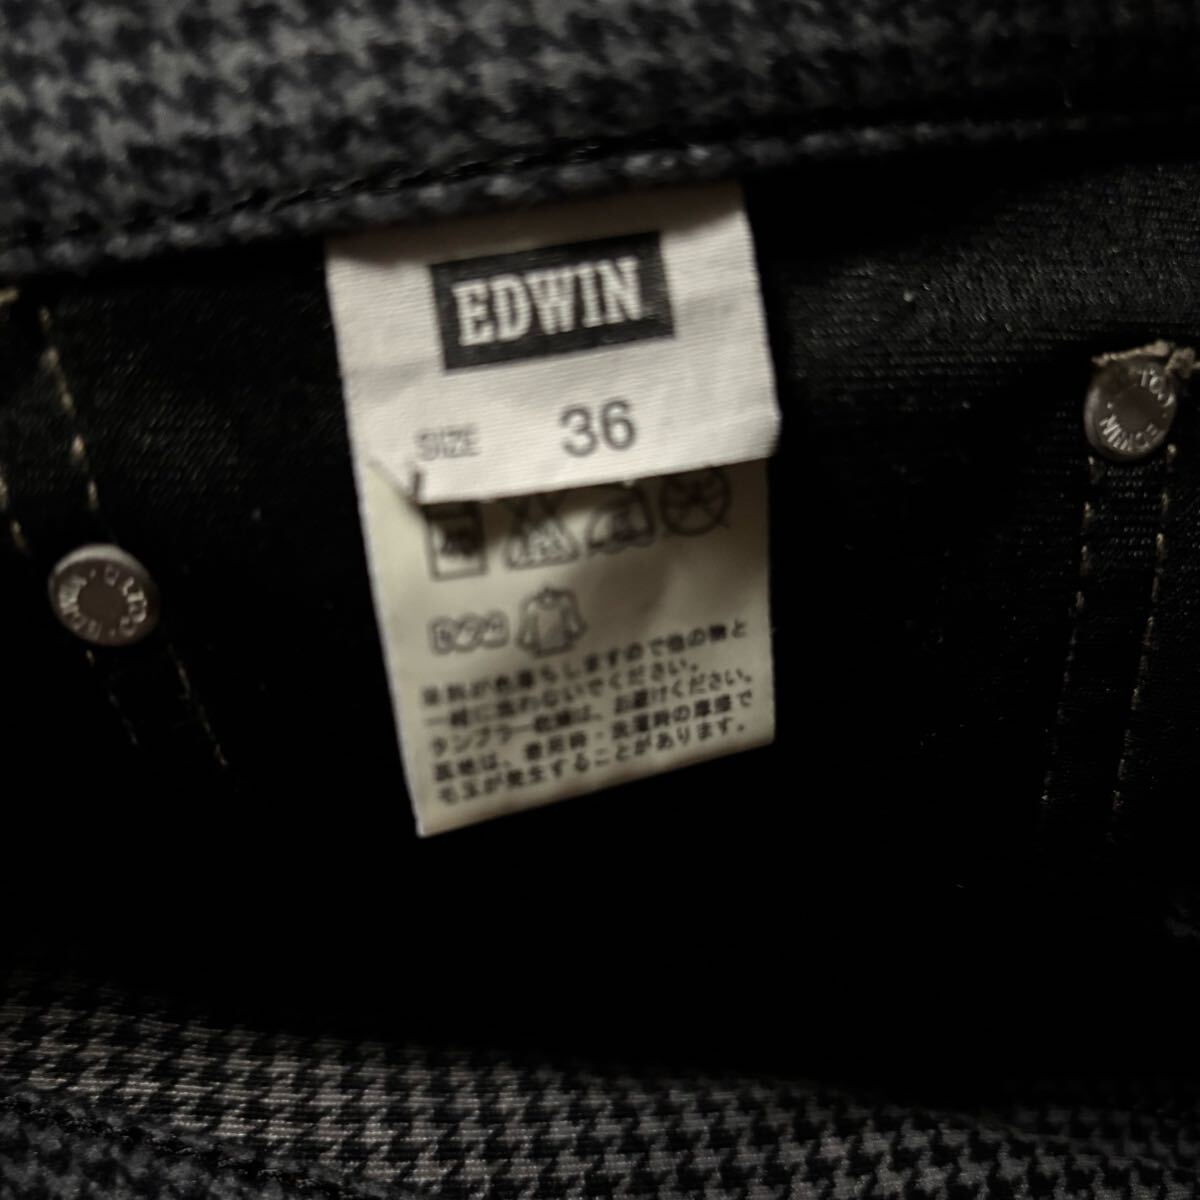 EDWIN
SIZE 36
染料が色落ちしますので他の物と
一緒に洗わないでください。
タンブラー乾燥は、お避けください。
裏地は、着用時・洗濯時の摩擦で
毛玉が発生することがあります。
EDWIN